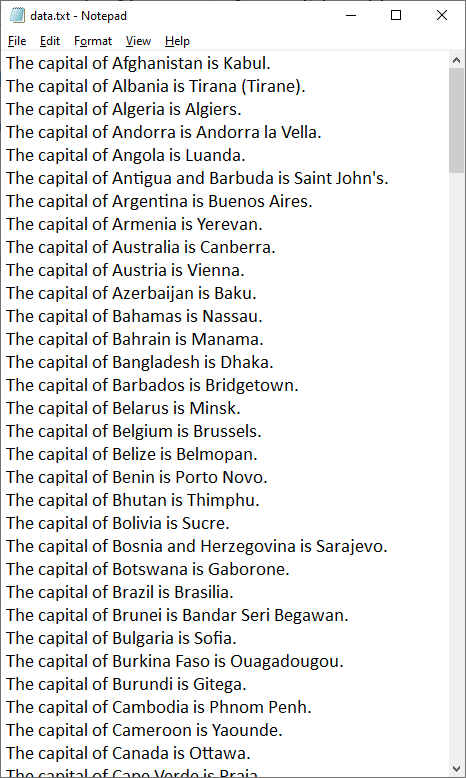 data.txt - Notepad
File Edit Format View Help
The capital of Afghanistan is Kabul.
The capital of Albania is Tirana (Tirane).
The capital of Algeria is Algiers.
The capital of Andorra is Andorra la Vella.
The capital of Angola is Luanda.
The capital of Antigua and Barbuda is Saint John's.
The capital of Argentina is Buenos Aires.
The capital of Armenia is Yerevan.
The capital of Australia is Canberra.
The capital of Austria is Vienna.
The capital of Azerbaijan is Baku.
The capital of Bahamas is Nassau.
The capital of Bahrain is Manama.
The capital of Bangladesh is Dhaka.
The capital of Barbados is Bridgetown.
The capital of Belarus is Minsk.
The capital of Belgium is Brussels.
The capital of Belize is Belmopan.
The capital of Benin is Porto Novo.
The capital of Bhutan is Thimphu.
The capital of Bolivia is Sucre.
The capital of Bosnia and Herzegovina is Sarajevo.
The capital of Botswana is Gaborone.
The capital of Brazil is Brasilia.
The capital of Brunei is Bandar Seri Begawan.
The capital of Bulgaria is Sofia.
The capital of Burkina Faso is Ouagadougou.
The capital of Burundi is Gitega.
The capital of Cambodia is Phnom Penh.
The capital of Cameroon is Yaounde.
The capital of Canada is Ottawa.
The capital of Cape Verde is Praia.